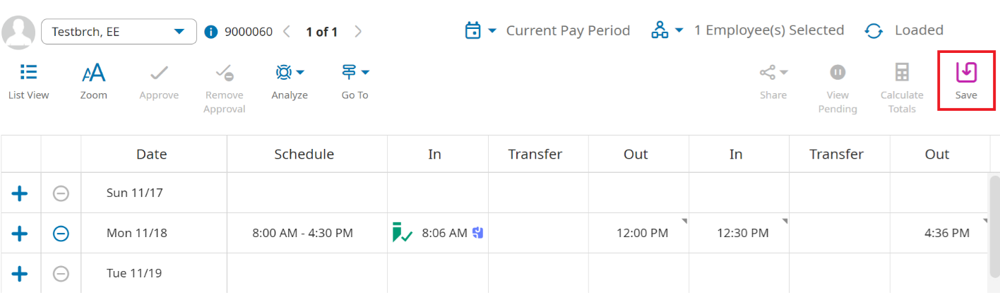 Testbrch, EE 9000060 1 of 1 Current Pay Period 1 Employee(s) Selected Loaded
List View Zoom Approve Remove Approval Analyze Go To Share View Pending Calculate Totals Save
Date Schedule In Transfer Out In Transfer Out
Sun 11/17
Mon 11/18 8:00 AM - 4:30 PM 8:06 AM 12:00 PM 12:30 PM 4:36 PM
Tue 11/19